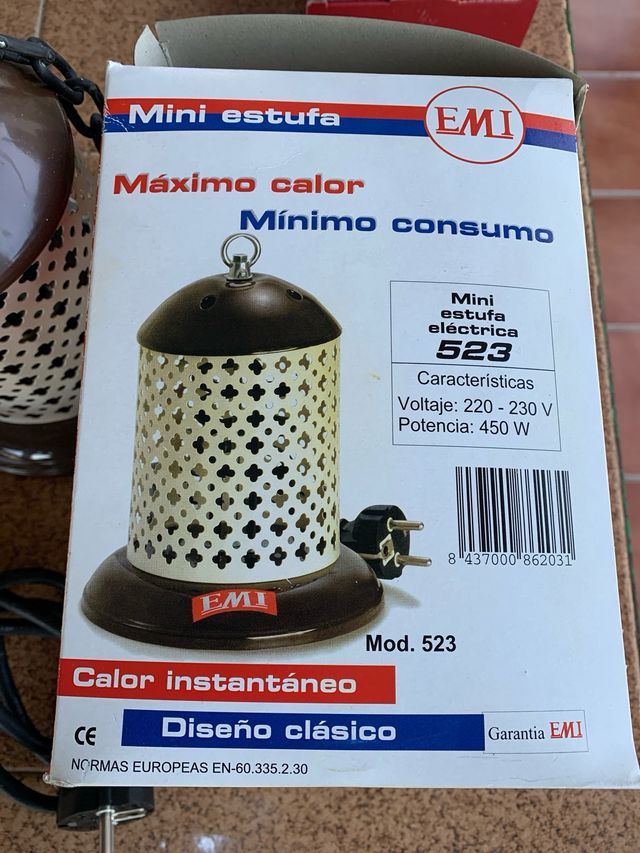 Mini estufa
EMI
Máximo calor
Mínimo consumo
Mini
estufa
eléctrica
523
Características
Voltaje: 220 - 230 V
Potencia: 450 W
8 437000 862031
EMI
Mod. 523
Calor instantáneo
Diseño clásico
Garantia EMI
CE
NORMAS EUROPEAS EN-60.335.2.30